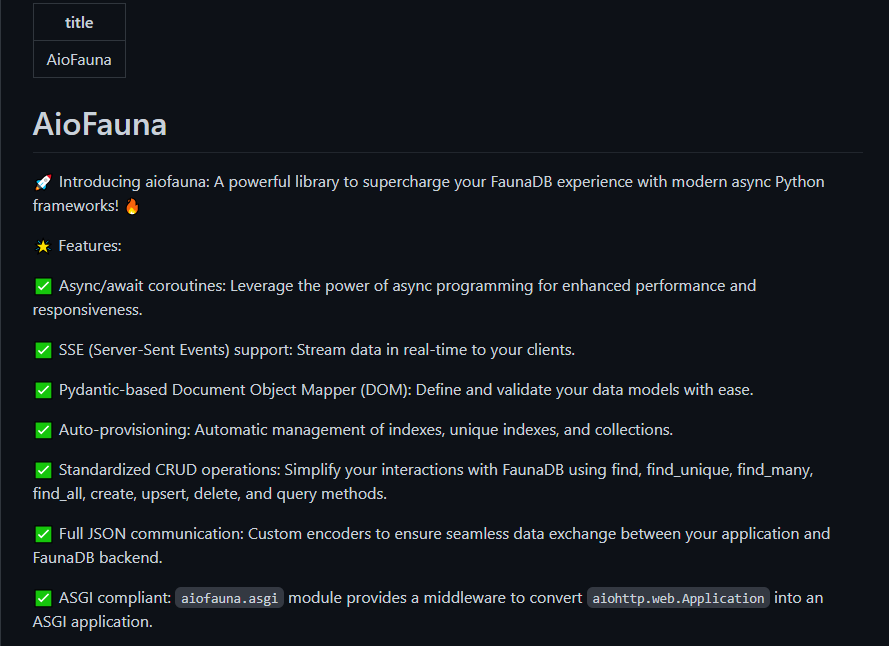 title
AioFauna
AioFauna
🚀 Introducing aiofauna: A powerful library to supercharge your FaunaDB experience with modern async Python
frameworks! 🔥
🌟 Features:
✅ Async/await coroutines: Leverage the power of async programming for enhanced performance and
responsiveness.
✅ SSE (Server-Sent Events) support: Stream data in real-time to your clients.
✅ Pydantic-based Document Object Mapper (DOM): Define and validate your data models with ease.
✅ Auto-provisioning: Automatic management of indexes, unique indexes, and collections.
✅ Standardized CRUD operations: Simplify your interactions with FaunaDB using find, find_unique, find_many,
find_all, create, upsert, delete, and query methods.
✅ Full JSON communication: Custom encoders to ensure seamless data exchange between your application and
FaunaDB backend.
✅ ASGI compliant: aiofauna.asgi module provides a middleware to convert aiohttp.web.Application into an
ASGI application.